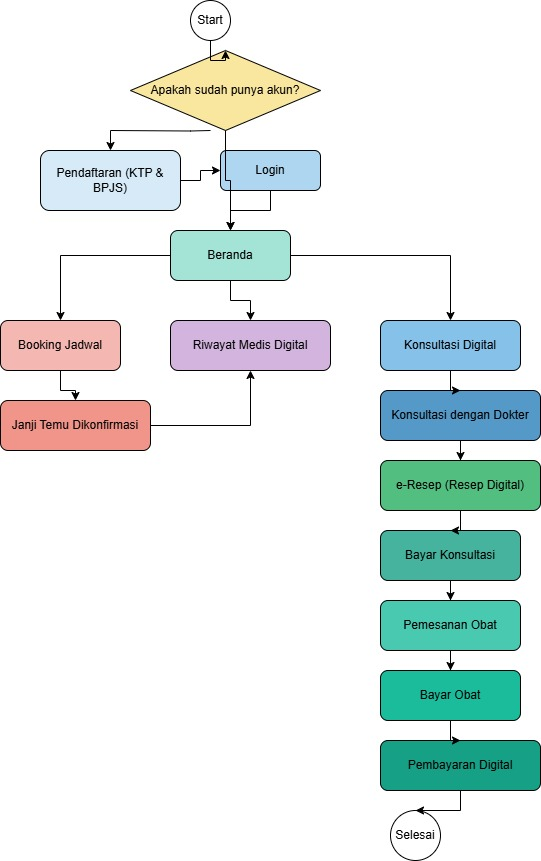 Start
Apakah sudah punya akun?
Pendaftaran (KTP &
BPJS)
Login
Beranda
Booking Jadwal
Riwayat Medis Digital
Konsultasi Digital
Janji Temu Dikonfirmasi
Konsultasi dengan Dokter
e-Resep (Resep Digital)
Bayar Konsultasi
Pemesanan Obat
Bayar Obat
Pembayaran Digital
Selesai